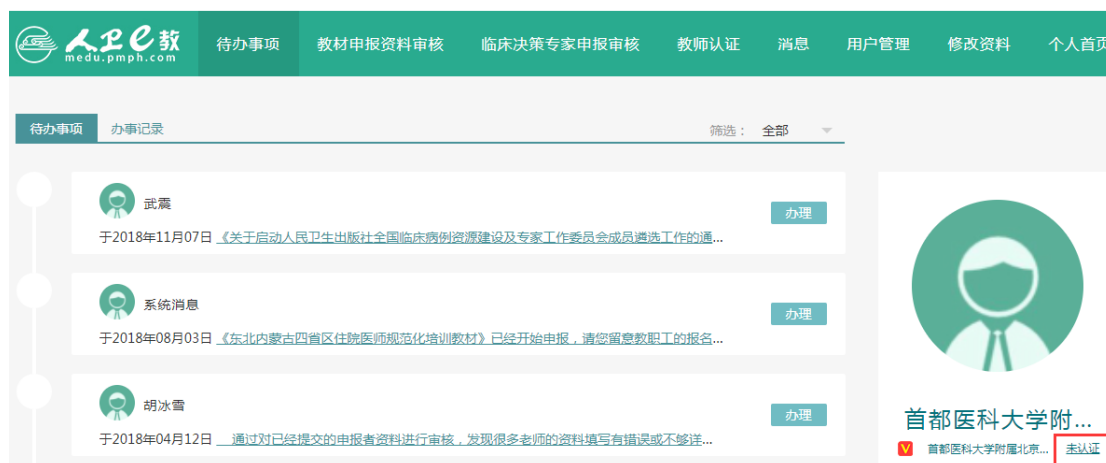 人卫e教 待办事项 教材申报资料审核 临床决策专家申报审核 教师认证 消息 用户管理 修改资料 个人首页
medu.pmph.com
待办事项 办事记录 筛选： 全部
武震
办理
于2018年11月07日 《关于启动人民卫生出版社全国临床病例资源建设及专家工作委员会成员遴选工作的通...
系统消息
办理
于2018年08月03日 《东北内蒙古四省区住院医师规范化培训教材》已经开始申报，请您留意教职工的报名...
胡冰雪
办理
于2018年04月12日 通过对已经提交的申报者资料进行审核，发现很多老师的资料填写有错误或不够详...
首都医科大学附...
V 首都医科大学附属北京... 未认证